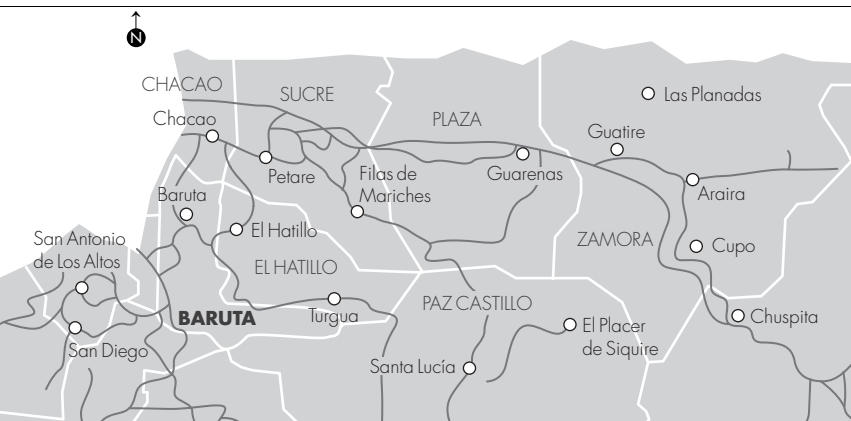 N
CHACAO
SUCRE
Las Planadas
Chacao
PLAZA
Guatire
Petare
Filas de
Mariches
Guarenas
Araira
Baruta
El Hatillo
San Antonio
de Los Altos
ZAMORA
Cupo
EL HATILLO
PAZ CASTILLO
BARUTA
Turgua
Chuspita
El Placer
de Siquire
San Diego
Santa Lucía